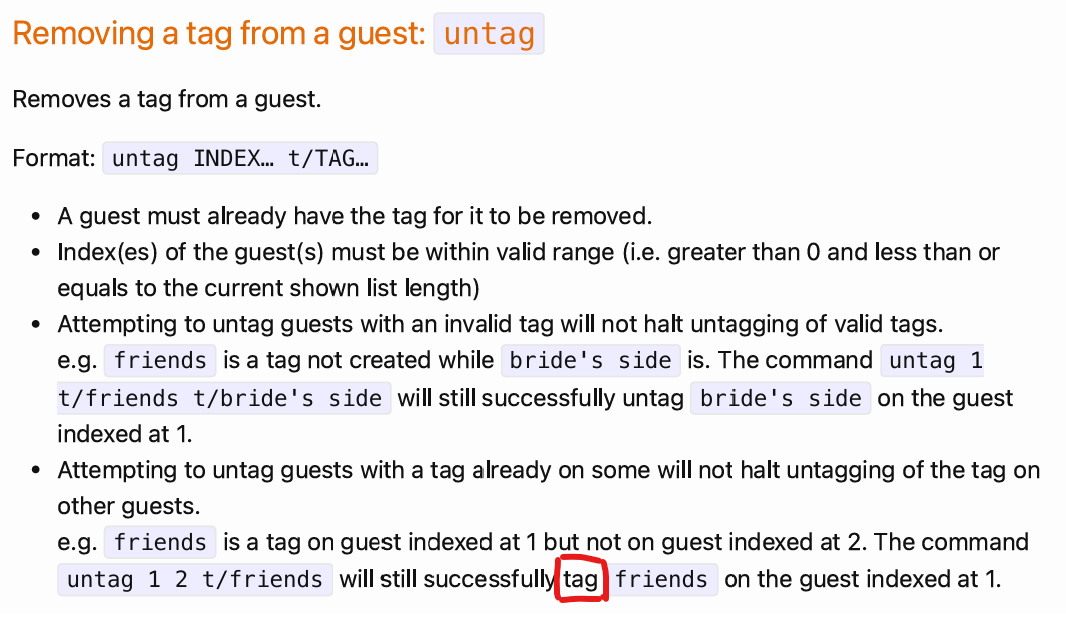 Removing a tag from a guest: untag
Removes a tag from a guest.
Format: untag INDEX… t/TAG…
• A guest must already have the tag for it to be removed.
• Index(es) of the guest(s) must be within valid range (i.e. greater than 0 and less than or
equals to the current shown list length)
• Attempting to untag guests with an invalid tag will not halt untagging of valid tags.
e.g. friends is a tag not created while bride's side is. The command untag 1
t/friends t/bride's side will still successfully untag bride's side on the guest
indexed at 1.
• Attempting to untag guests with a tag already on some will not halt untagging of the tag on
other guests.
e.g. friends is a tag on guest indexed at 1 but not on guest indexed at 2. The command
untag 1 2 t/friends will still successfully tag friends on the guest indexed at 1.